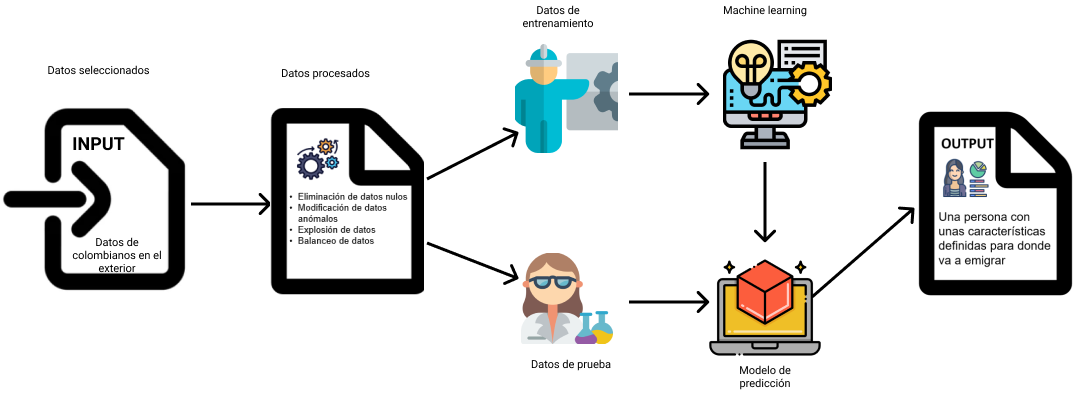 Datos seleccionados
INPUT
Datos de
colombianos en el
exterior
Datos procesados
• Eliminación de datos nulos
• Modificación de datos
anómalos
• Explosión de datos
• Balanceo de datos
Datos de
entrenamiento
Machine learning
Datos de prueba
Modelo de
predicción
OUTPUT
Una persona con
unas características
definidas para donde
va a emigrar